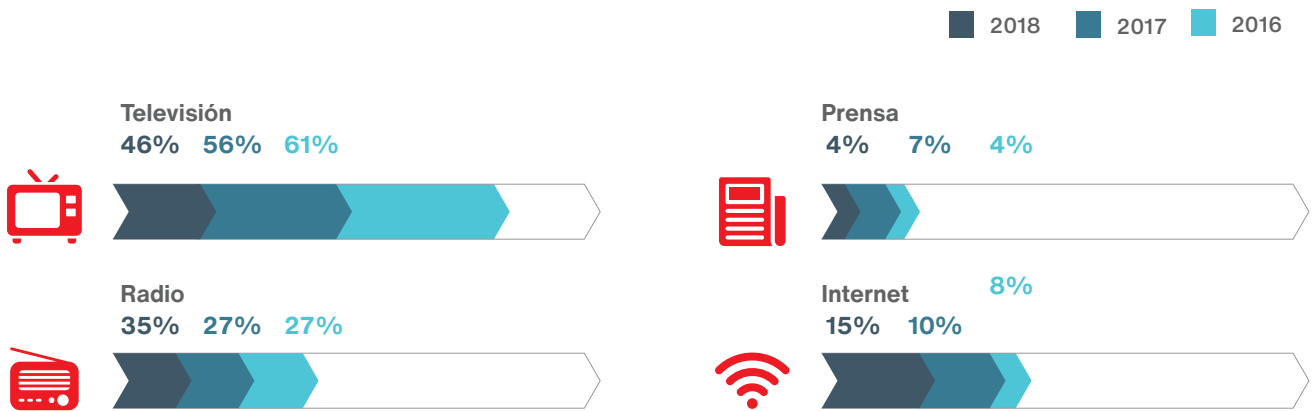 2018 2017 2016
Televisión
46% 56% 61%
Prensa
4% 7% 4%
Radio
35% 27% 27%
8%
Internet
15% 10%